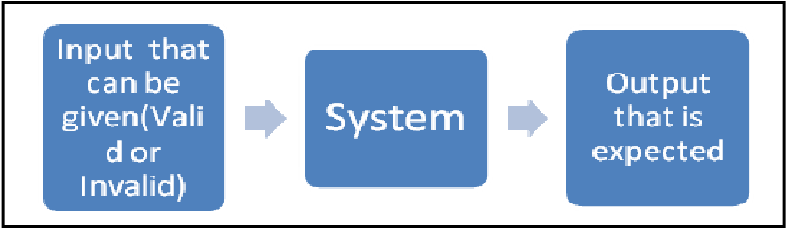 Input that
can be
given(Vali
d or
Invalid)
System
Output
that is
expected